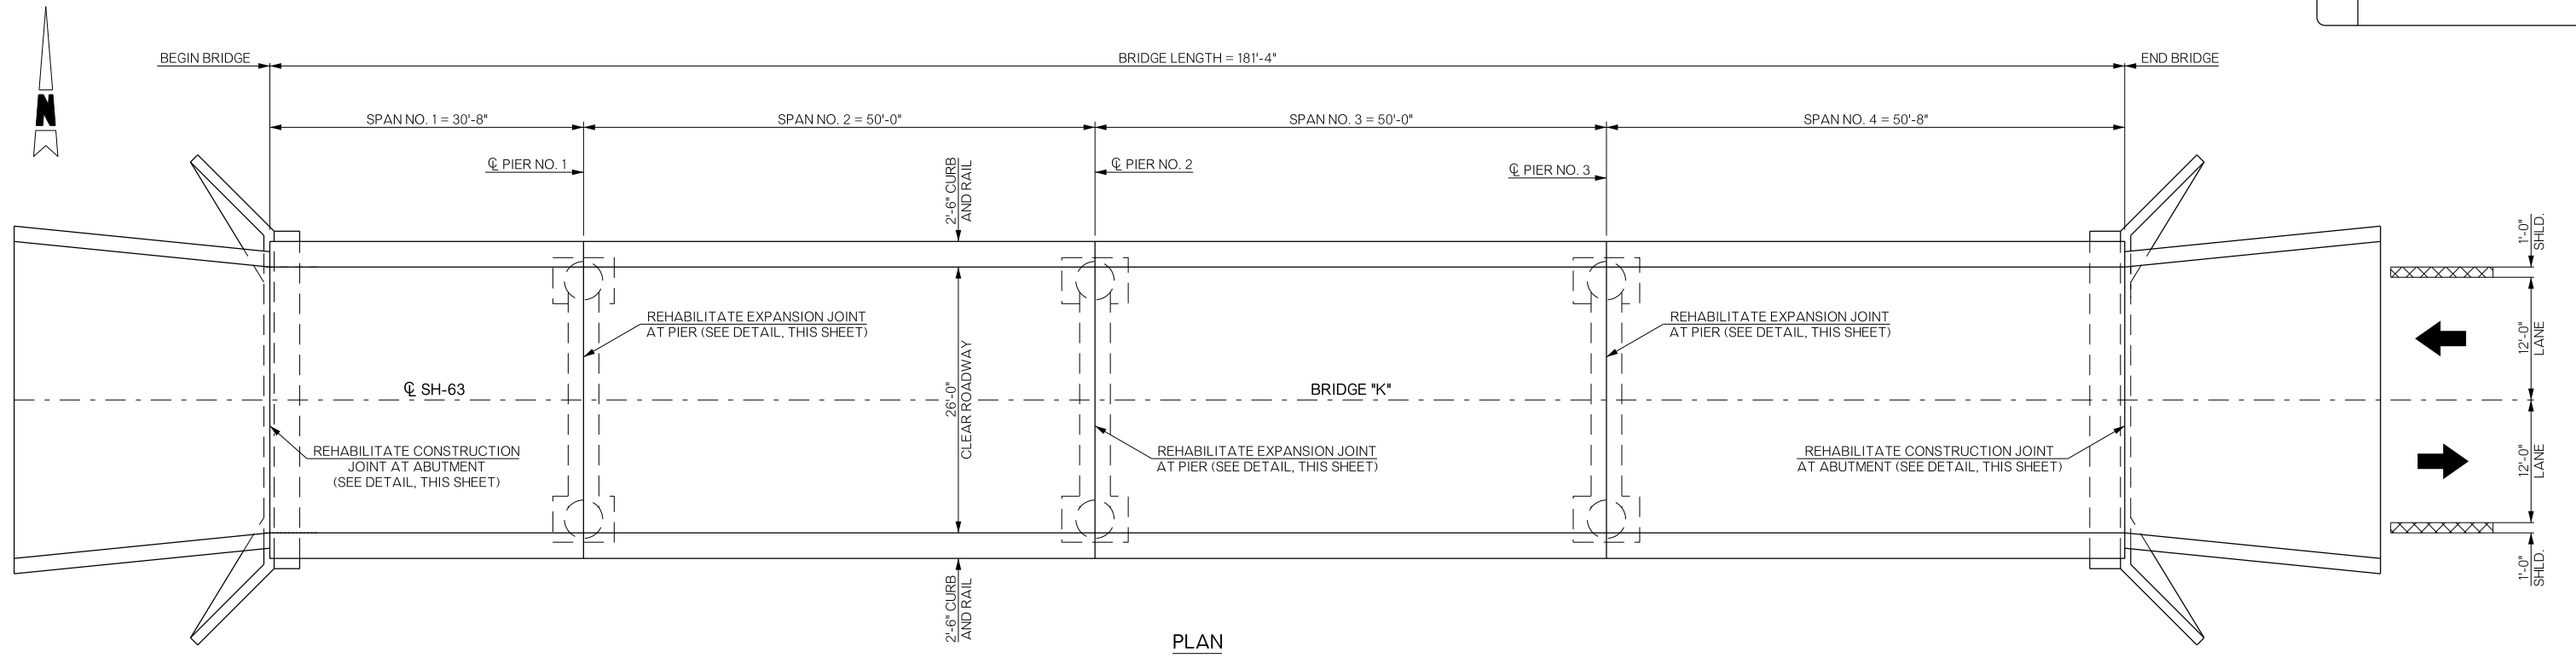 BEGIN BRIDGE
BRIDGE LENGTH = 181'-4"
END BRIDGE
N
SPAN NO. 1 = 30'-8"
SPAN NO. 2 = 50'-0"
SPAN NO. 3 = 50'-0"
SPAN NO. 4 = 50'-8"
℄ PIER NO. 1
2'-6" CURB
AND RAIL
℄ PIER NO. 2
℄ PIER NO. 3
1'-0"
SHLD.
REHABILITATE EXPANSION JOINT
AT PIER (SEE DETAIL, THIS SHEET)
REHABILITATE EXPANSION JOINT
AT PIER (SEE DETAIL, THIS SHEET)
12'-0"
LANE
℄ SH-63
26'-0"
CLEAR ROADWAY
BRIDGE "K"
REHABILITATE CONSTRUCTION
JOINT AT ABUTMENT
(SEE DETAIL, THIS SHEET)
REHABILITATE EXPANSION JOINT
AT PIER (SEE DETAIL, THIS SHEET)
REHABILITATE CONSTRUCTION JOINT
AT ABUTMENT (SEE DETAIL, THIS SHEET)
12'-0"
LANE
2'-6" CURB
AND RAIL
1'-0"
SHLD.
PLAN